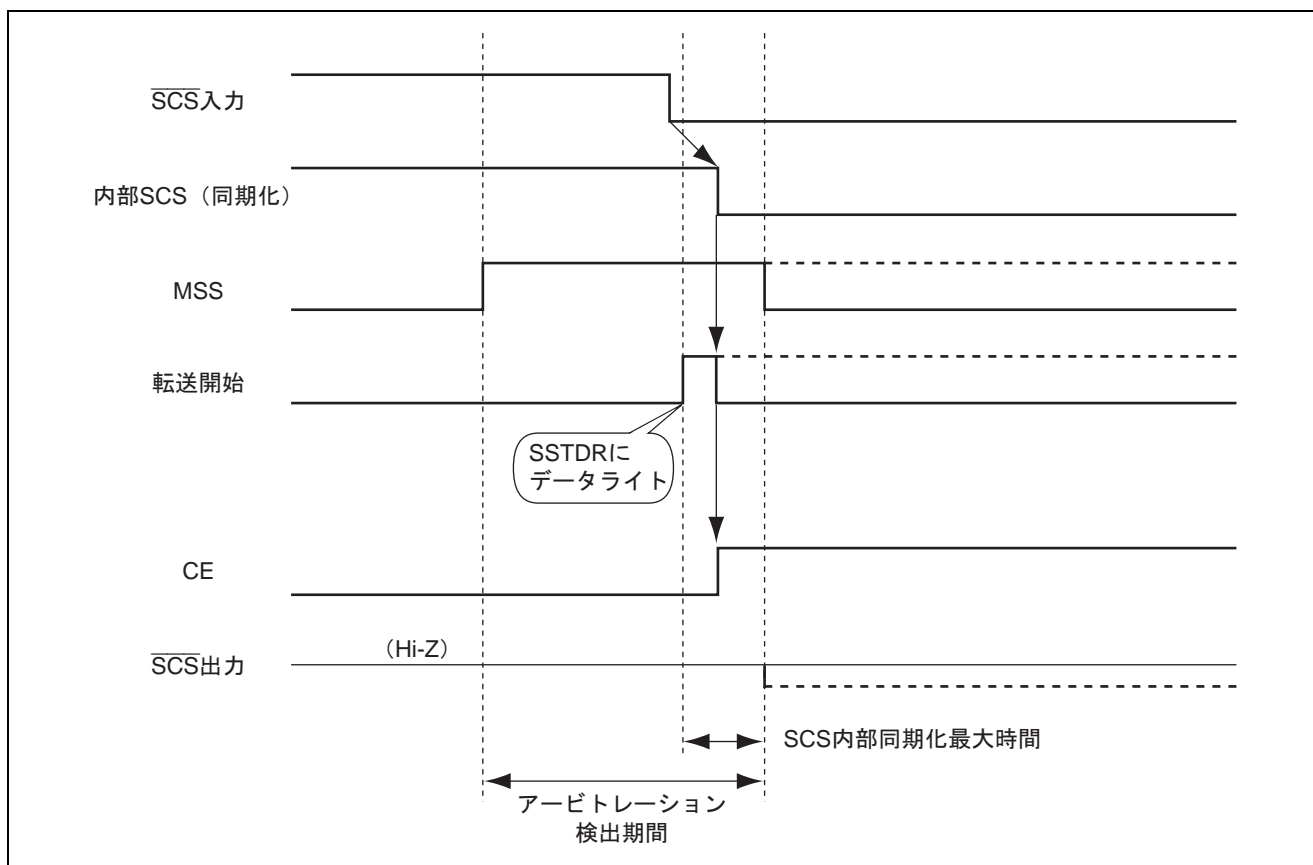 SCS入力
内部SCS（同期化）
MSS
転送開始
SSTDRに
データライト
CE
（Hi-Z）
SCS出力
SCS内部同期化最大時間
アービトレーション
検出期間